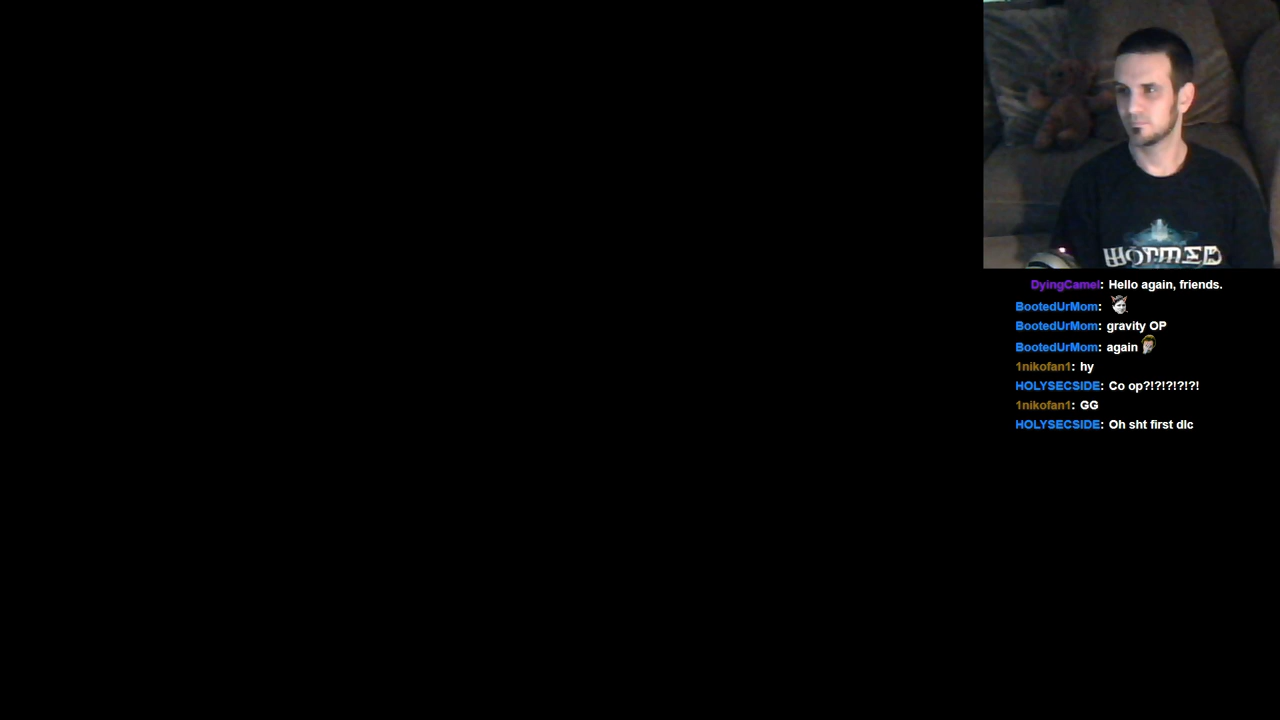 WORMED
DyingCamel: Hello again, friends.
BootedUrMom:
BootedUrMom: gravity OP
BootedUrMom: again
1nikofan1: hy
HOLYSECSIDE: Co op?!?!?!?!?!
1nikofan1: GG
HOLYSECSIDE: Oh sht first dlc